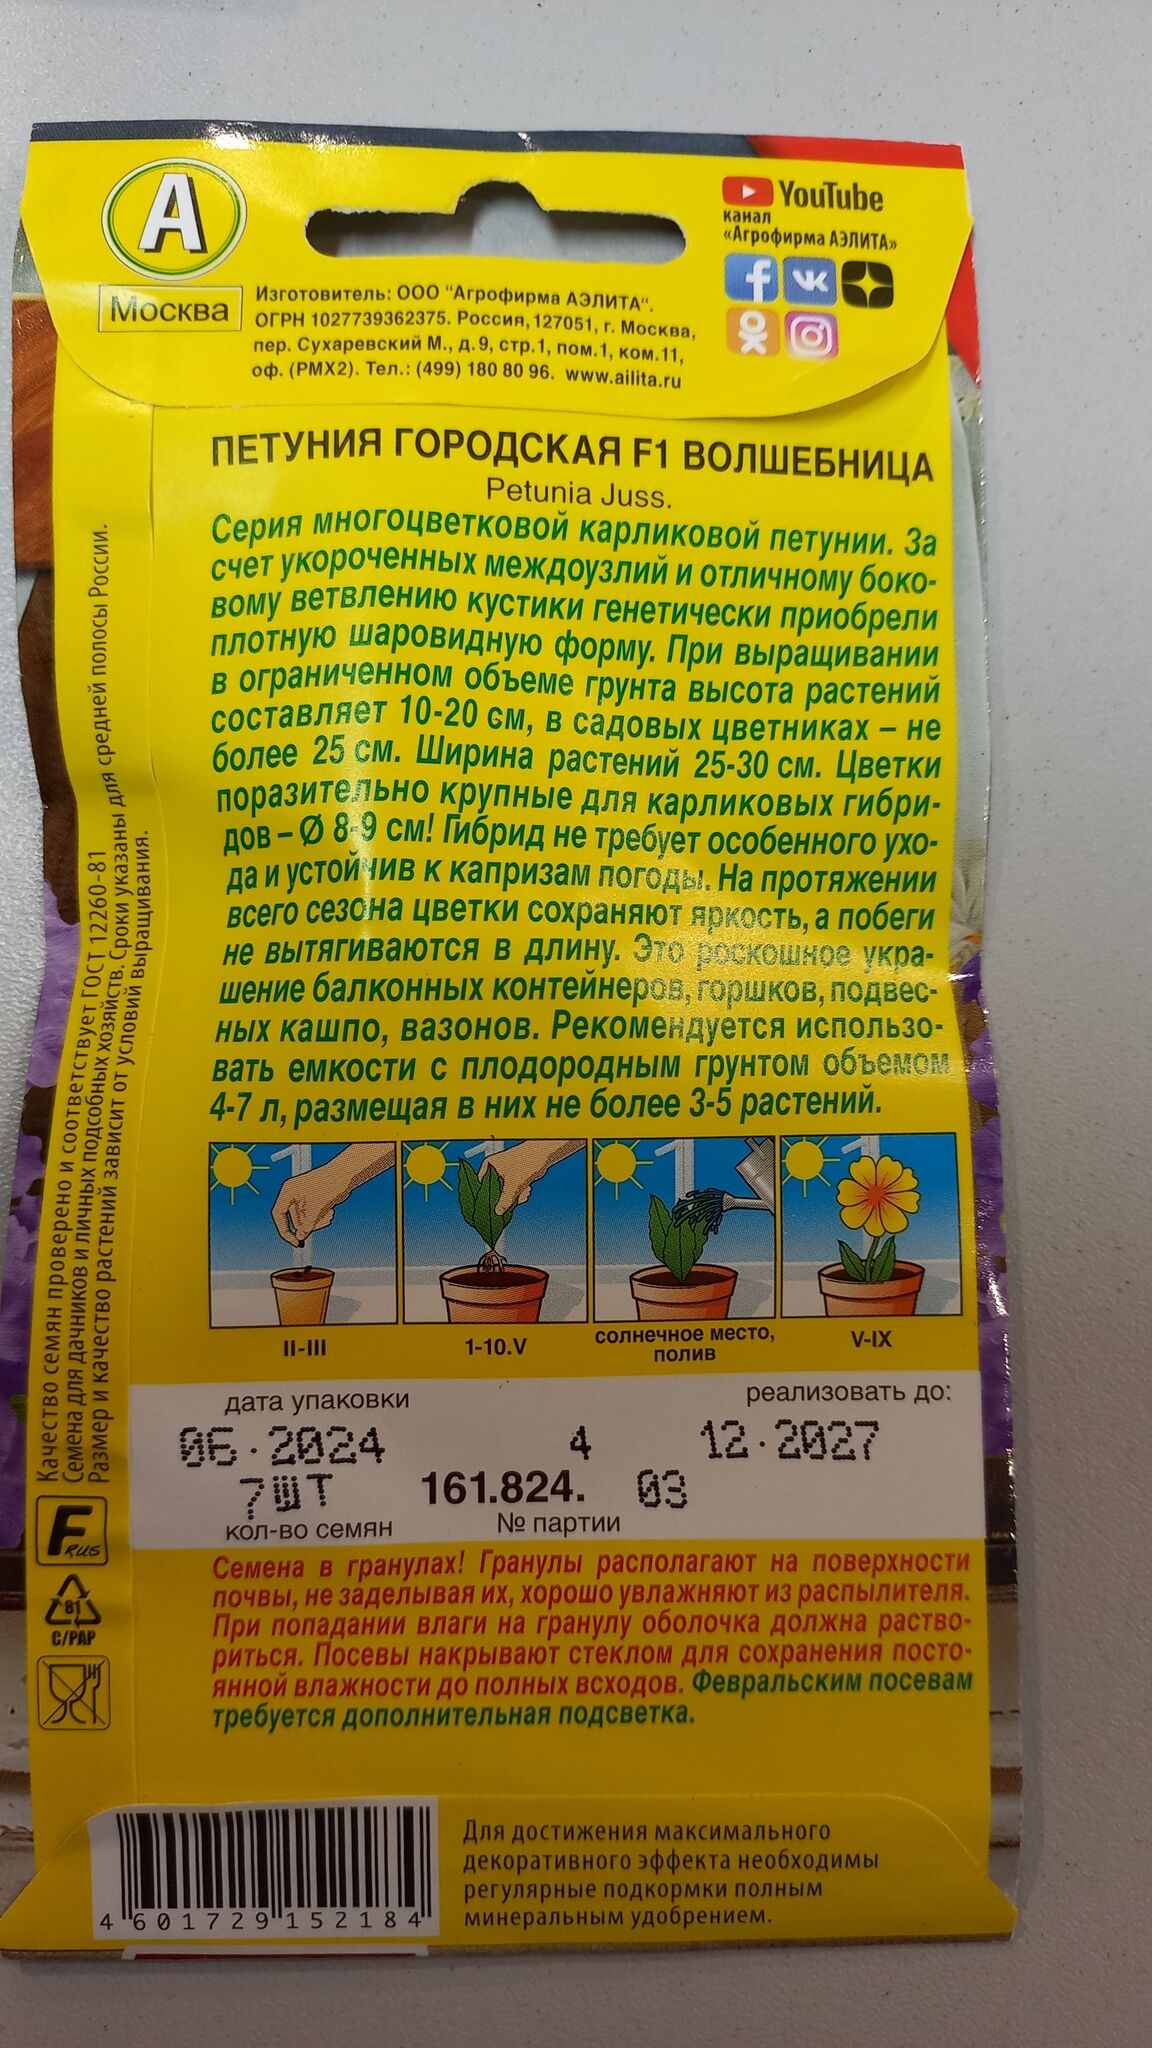 А
Москва
YouTube
канал
«Агрофирма АЭЛИТА»
Изготовитель: ООО "Агрофирма АЭЛИТА".
ОГРН 1027739362375. Россия, 127051, г. Москва,
пер. Сухаревский М., д.9, стр.1, пом.1, ком.11,
оф. (РМХ2). Тел.: (499) 180 80 96. www.ailita.ru
ПЕТУНИЯ ГОРОДСКАЯ F1 ВОЛШЕБНИЦА
Petunia Juss.
Серия многоцветковой карликовой петунии. За
счет укороченных междоузлий и отличному боко-
вому ветвлению кустики генетически приобрели
плотную шаровидную форму. При выращивании
в ограниченном объеме грунта высота растений
составляет 10-20 см, в садовых цветниках – не
более 25 см. Ширина растений 25-30 см. Цветки
поразительно крупные для карликовых гибри-
дов – Ø 8-9 см! Гибрид не требует особенного ухо-
да и устойчив к капризам погоды. На протяжении
всего сезона цветки сохраняют яркость, а побеги
не вытягиваются в длину. Это роскошное укра-
шение балконных контейнеров, горшков, подвес-
ных кашпо, вазонов. Рекомендуется использо-
вать емкости с плодородным грунтом объемом
4-7 л, размещая в них не более 3-5 растений.
II-III
1-10.V
солнечное место,
полив
V-IX
дата упаковки
реализовать до:
06.2024
4
12.2027
7шт
161.824.
03
кол-во семян
№ партии
Семена в гранулах! Гранулы располагают на поверхности
почвы, не заделывая их, хорошо увлажняют из распылителя.
При попадании влаги на гранулу оболочка должна раство-
риться. Посевы накрывают стеклом для сохранения посто-
янной влажности до полных всходов. Февральским посевам
требуется дополнительная подсветка.
Качество семян проверено и соответствует ГОСТ 12260-81
Семена для дачников и личных подсобных хозяйств. Сроки указаны для средней полосы России.
Размер и качество растений зависит от условий выращивания.
F RUS
81
C/PAP
4 601729 152184
Для достижения максимального
декоративного эффекта необходимы
регулярные подкормки полным
минеральным удобрением.